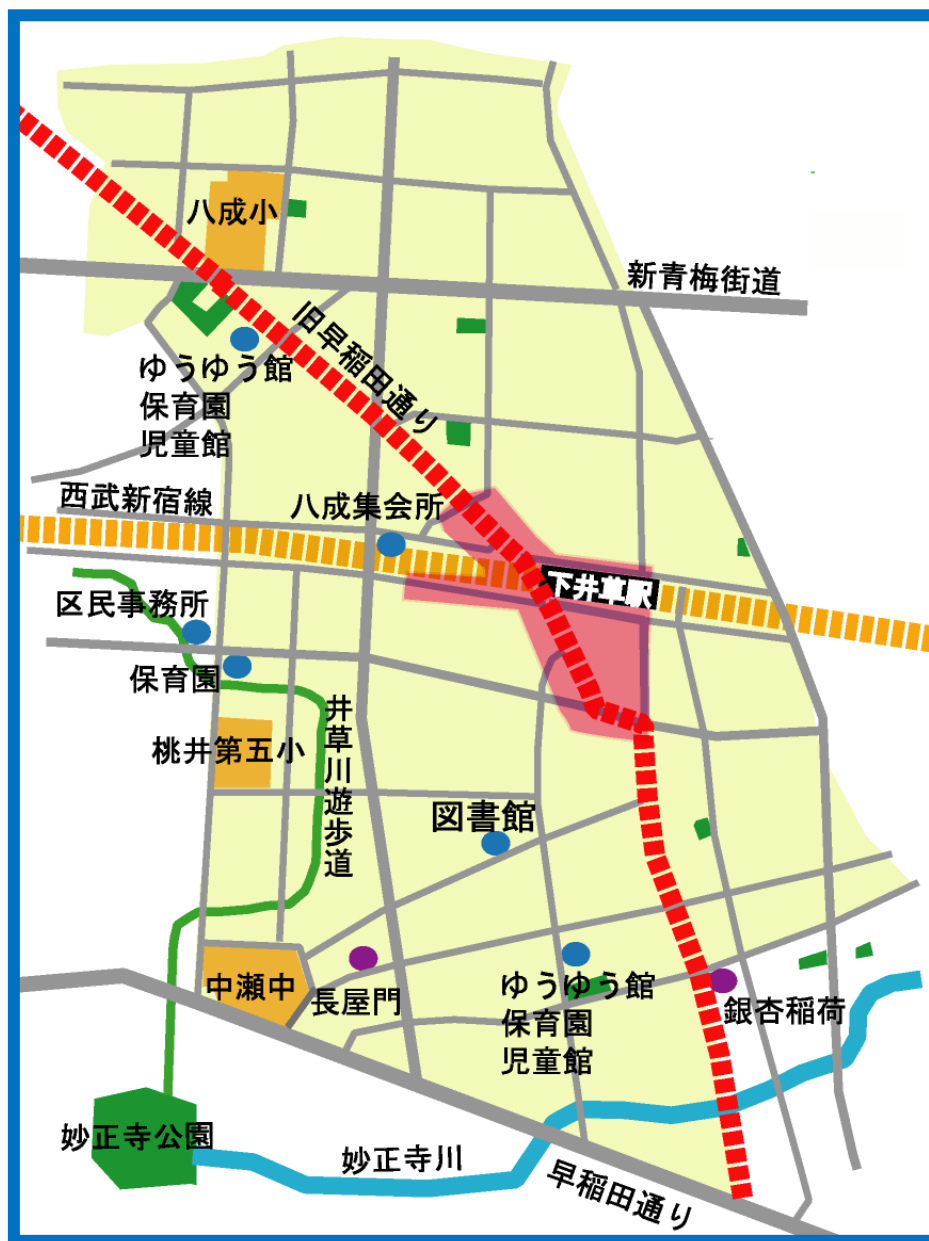 八成小
新青梅街道
旧早稲田通り
ゆうゆう館
保育園
児童館
西武新宿線
八成集会所
下井草駅
区民事務所
保育園
桃井第五小
井草川遊歩道
図書館
中瀬中
長屋門
ゆうゆう館
保育園
児童館
銀杏稲荷
妙正寺公園
妙正寺川
早稲田通り